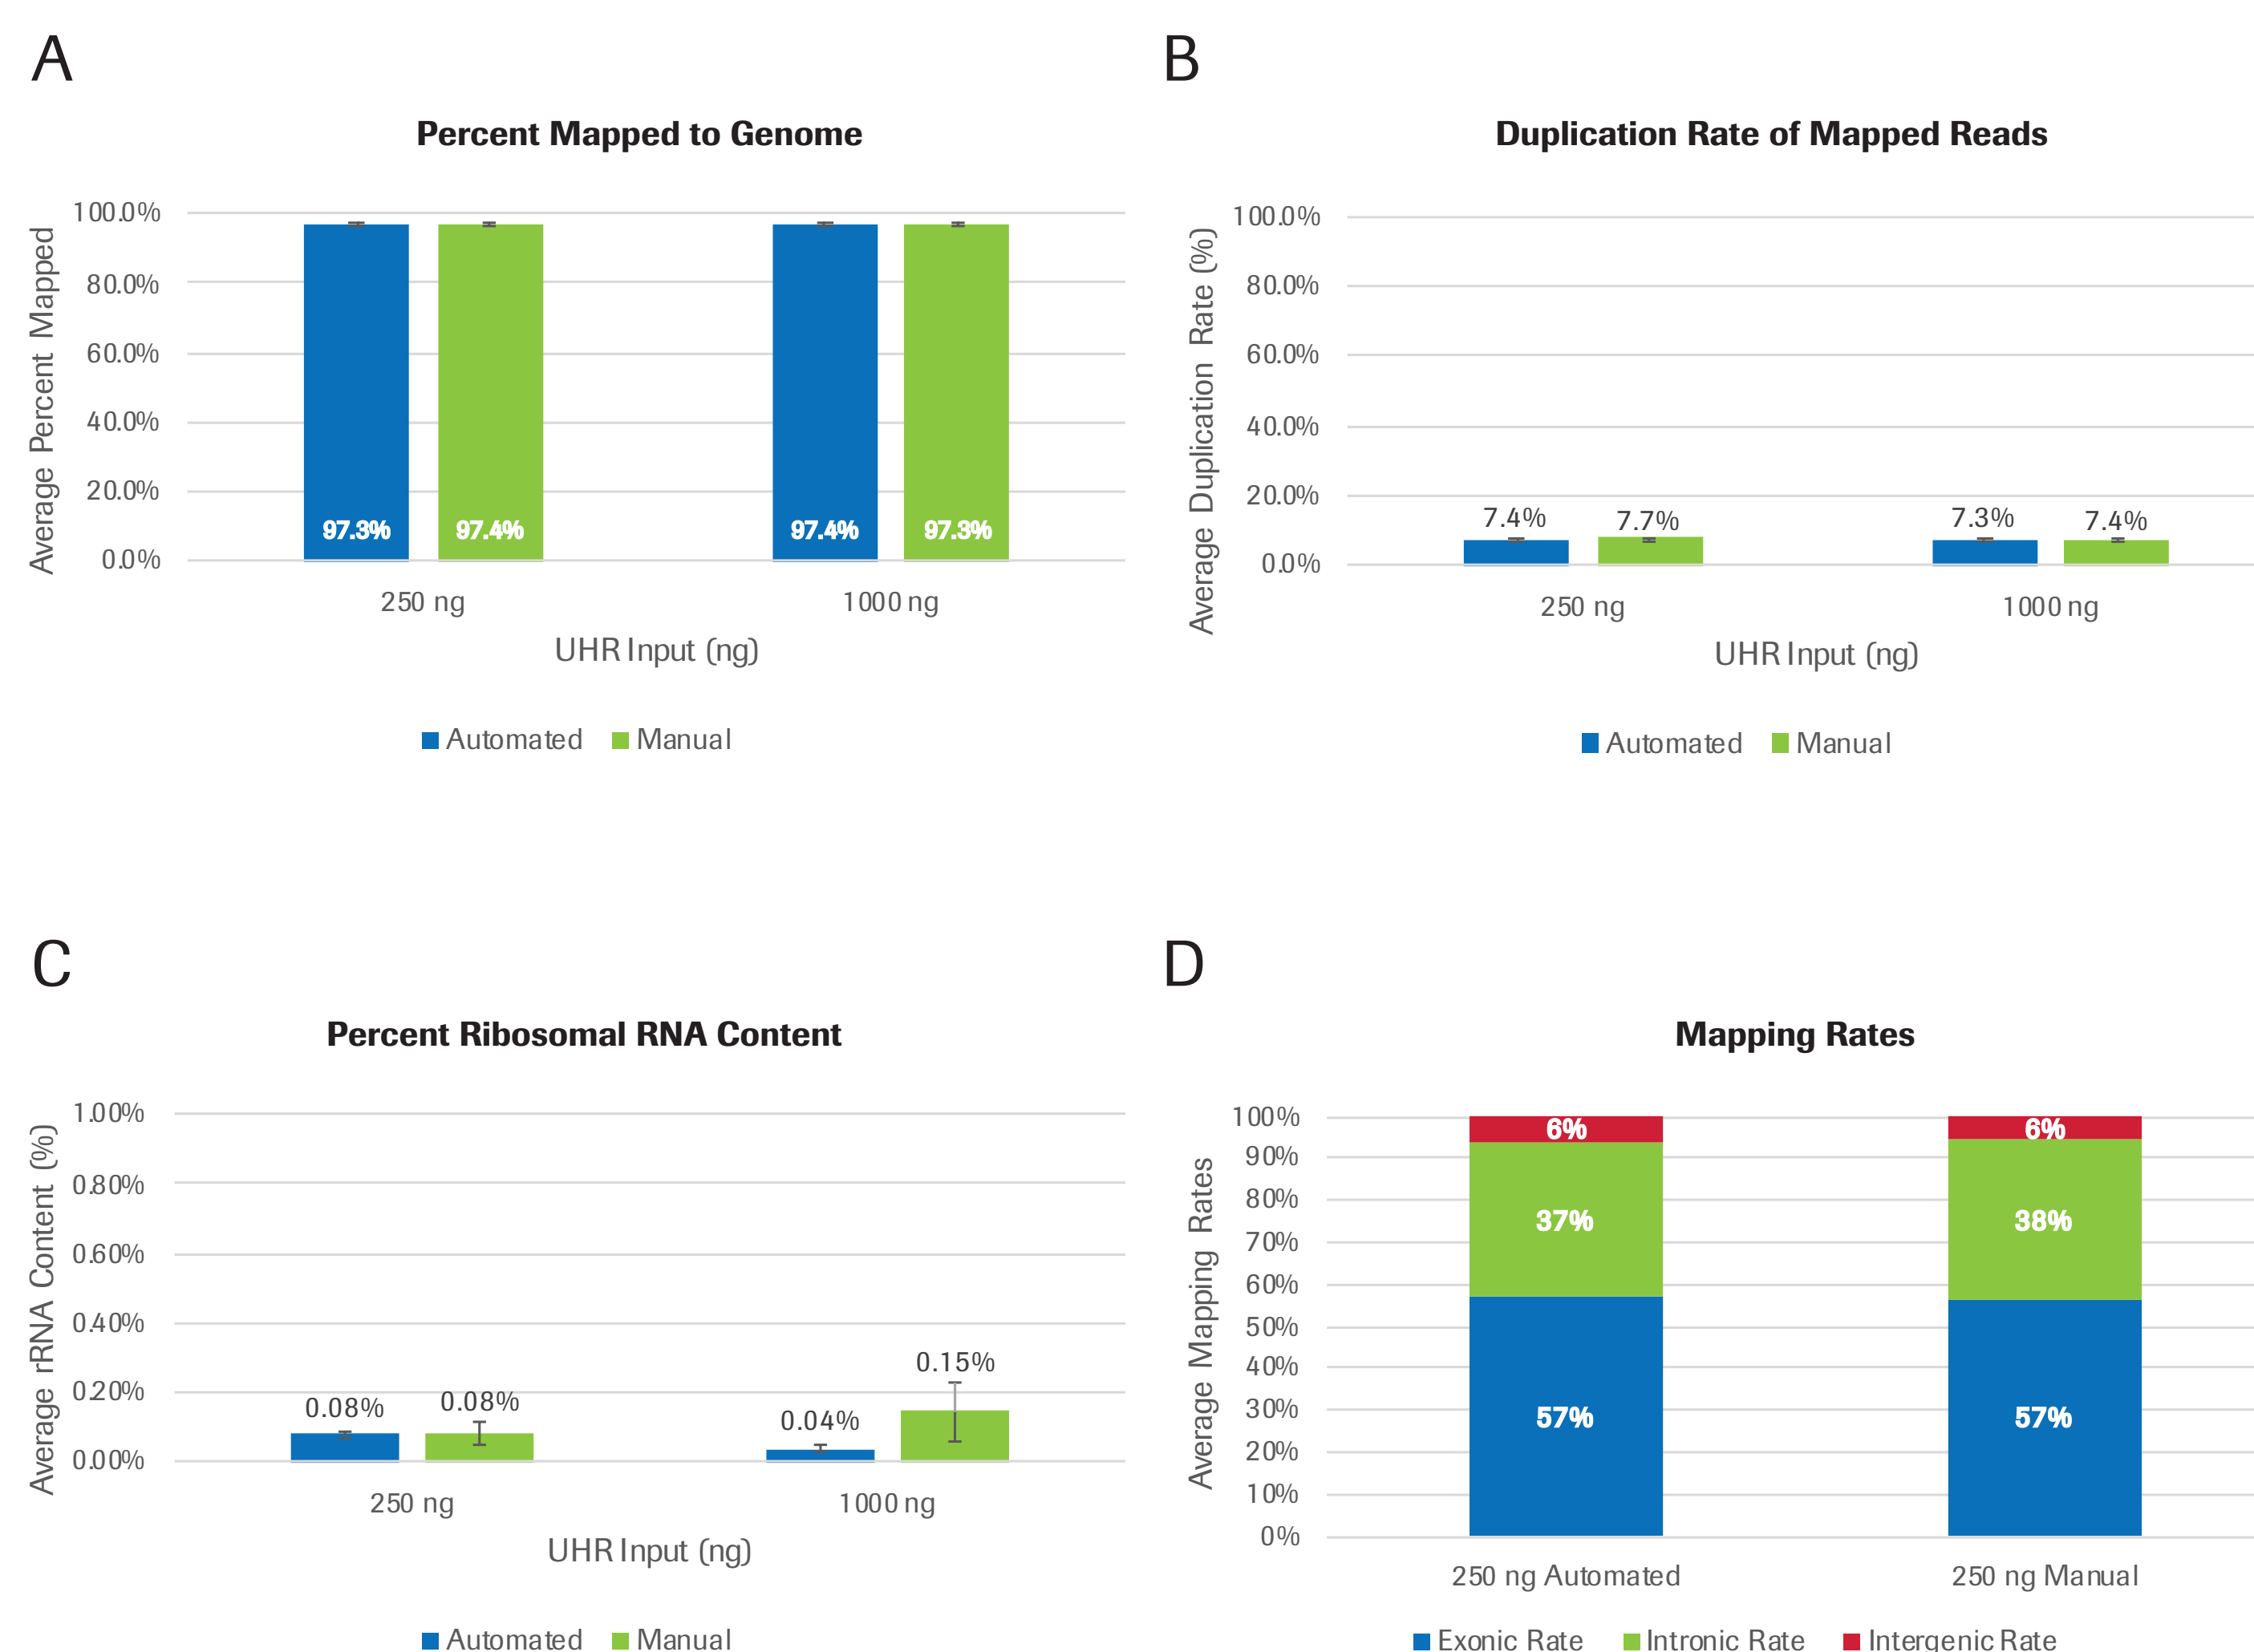 A
Percent Mapped to Genome
Average Percent Mapped
100.0%
80.0%
60.0%
40.0%
20.0%
0.0%
97.3%
97.4%
97.4%
97.3%
250 ng
1000 ng
UHR Input (ng)
Automated
Manual
B
Duplication Rate of Mapped Reads
Average Duplication Rate (%)
100.0%
80.0%
60.0%
40.0%
20.0%
0.0%
7.4%
7.7%
7.3%
7.4%
250 ng
1000 ng
UHR Input (ng)
Automated
Manual
C
Percent Ribosomal RNA Content
Average rRNA Content (%)
1.00%
0.80%
0.60%
0.40%
0.20%
0.00%
0.08%
0.08%
0.04%
0.15%
250 ng
1000 ng
UHR Input (ng)
Automated
Manual
D
Mapping Rates
Average Mapping Rates
100%
90%
80%
70%
60%
50%
40%
30%
20%
10%
0%
6%
37%
57%
6%
38%
57%
250 ng Automated
250 ng Manual
Exonic Rate
Intronic Rate
Intergenic Rate